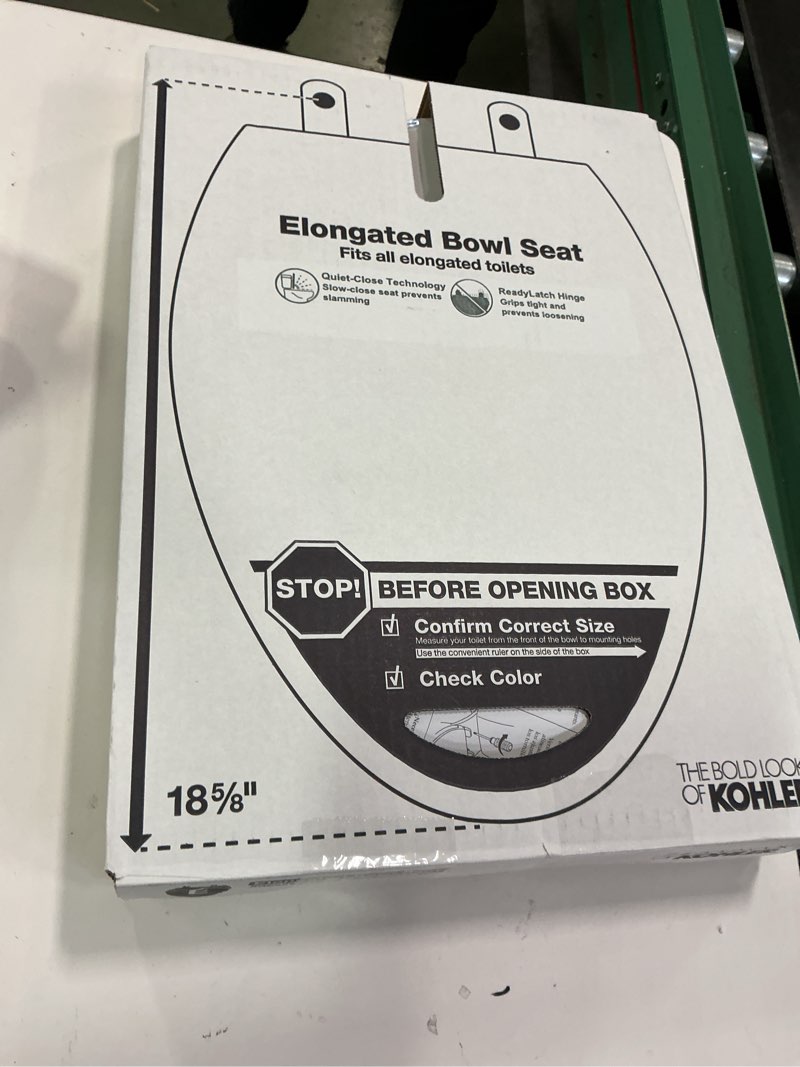 Elongated Bowl Seat
Fits all elongated toilets
Quiet-Close Technology
Slow-close seat prevents
slamming
ReadyLatch Hinge
Grips tight and
prevents loosening
STOP! BEFORE OPENING BOX
Confirm Correct Size
Measure your toilet from the front of the bowl to mounting holes
Use the convenient ruler on the side of the box
Check Color
18⅝"
THE BOLD LOOK
OF KOHLER